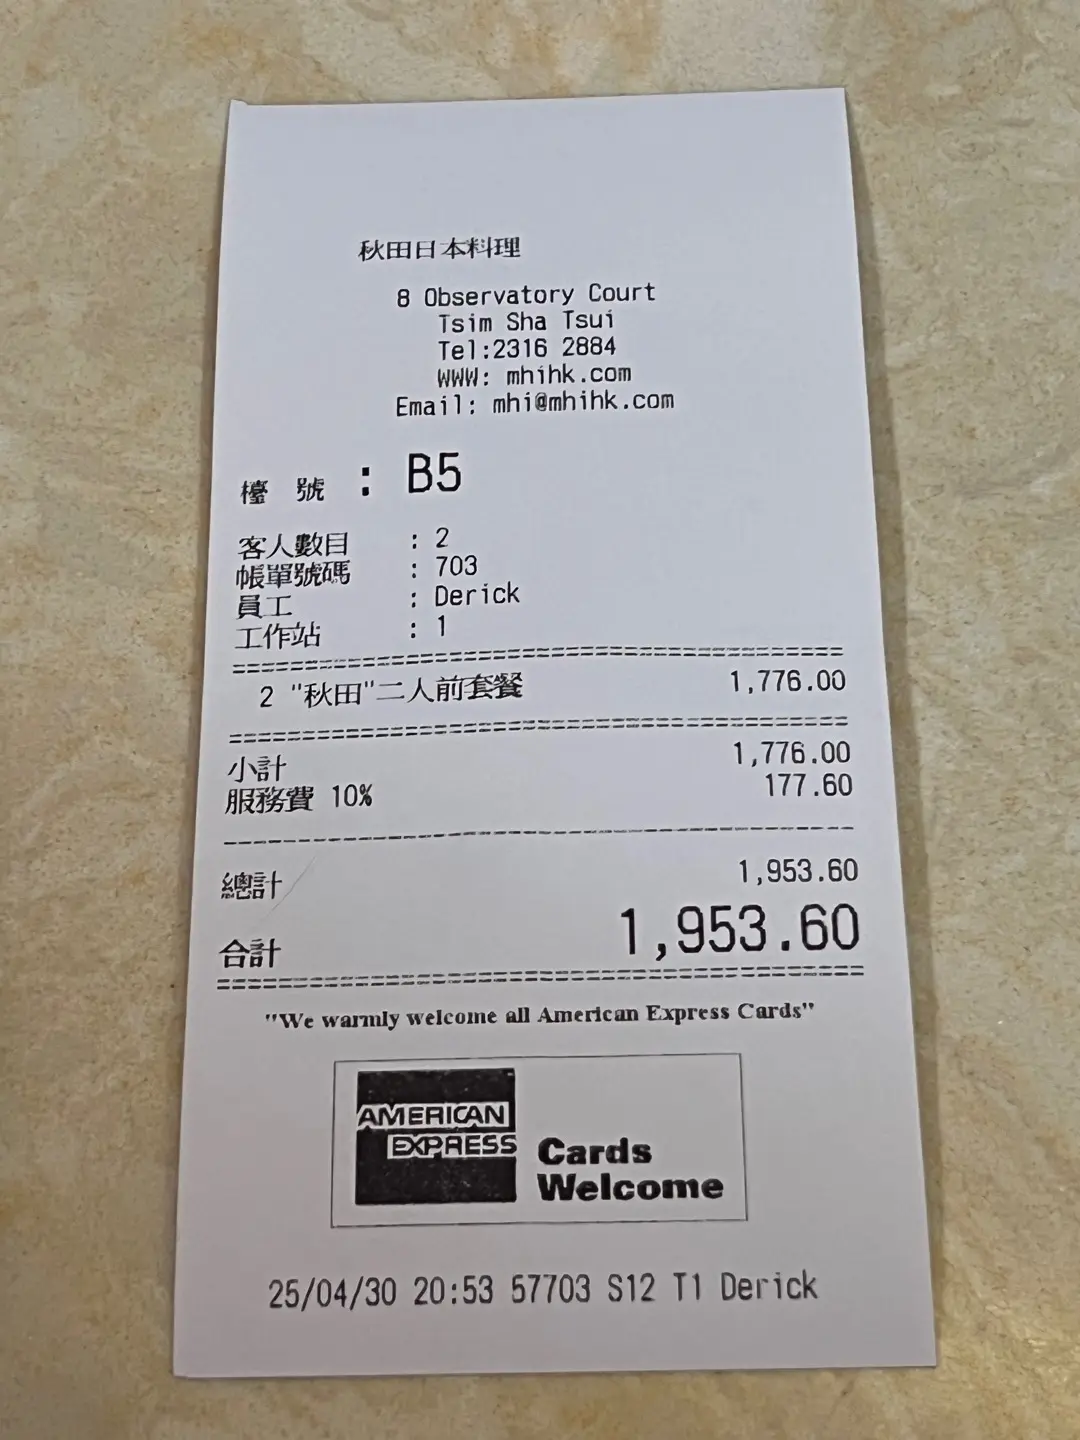 秋田日本料理
8 Observatory Court
Tsim Sha Tsui
Tel:2316 2884
WWW: mhihk.com
Email: mhi@mhihk.com
檯 號 : B5
客人數目 : 2
帳單號碼 : 703
員工 : Derick
工作站 : 1
2 "秋田"二人前套餐 1,776.00
小計 1,776.00
服務費 10% 177.60
總計 1,953.60
合計 1,953.60
"We warmly welcome all American Express Cards"
AMERICAN
EXPRESS
Cards
Welcome
25/04/30 20:53 57703 S12 T1 Derick